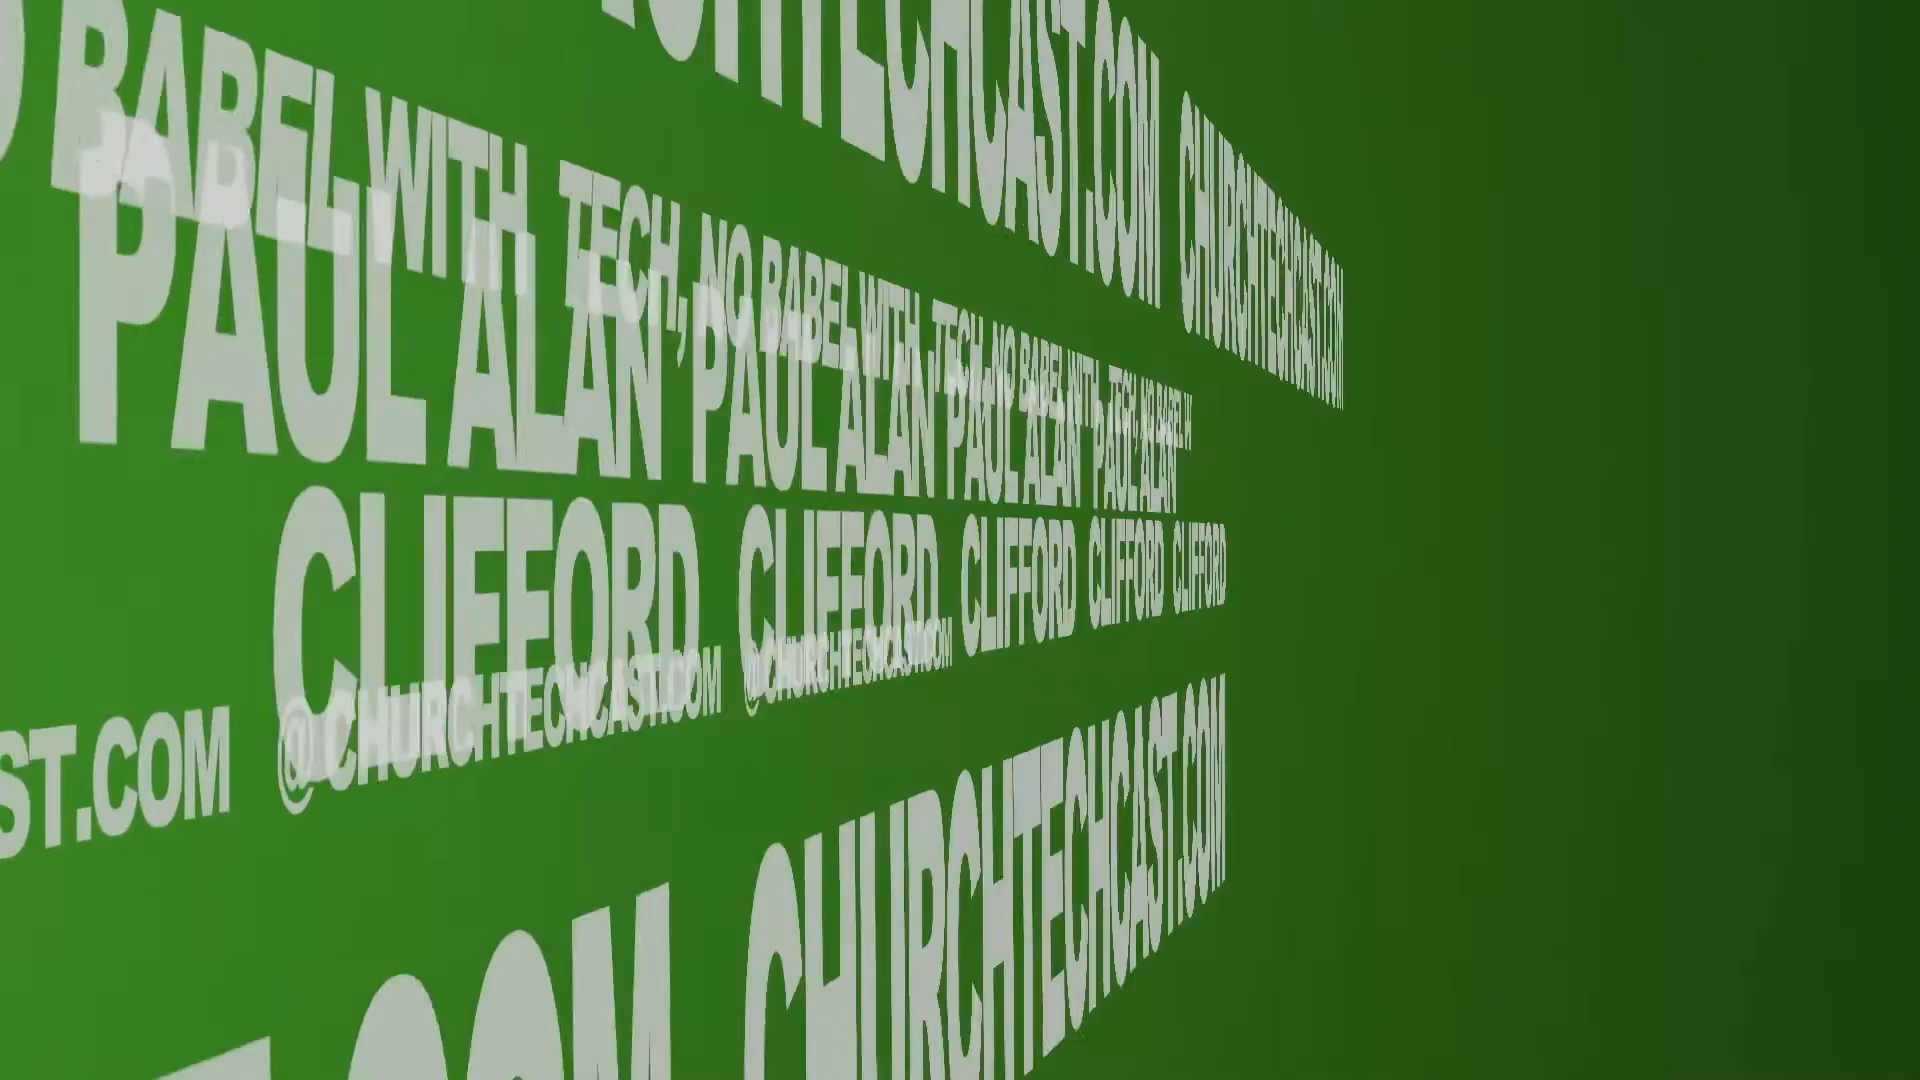 CHTECHCAST.COM CHURCHTECHCAST.COM
BABEL WITH TECH, NO BABEL WITH TECH, NO BABEL WITH TECH, NO BABEL W
PAUL ALAN PAUL ALAN PAUL ALAN PAUL ALAN
CLIFFORD CLIFFORD CLIFFORD CLIFFORD CLIFFORD
ST.COM @CHURCHTECHCAST.COM @CHURCHTECHCAST.COM
.COM CHURCHTECHCAST.COM